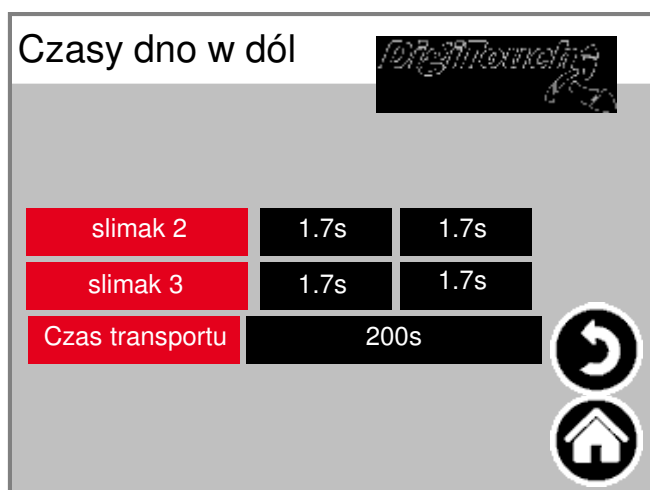 Czasy dno w dól
DigiTouch
slimak 2 1.7s 1.7s
slimak 3 1.7s 1.7s
Czas transportu 200s